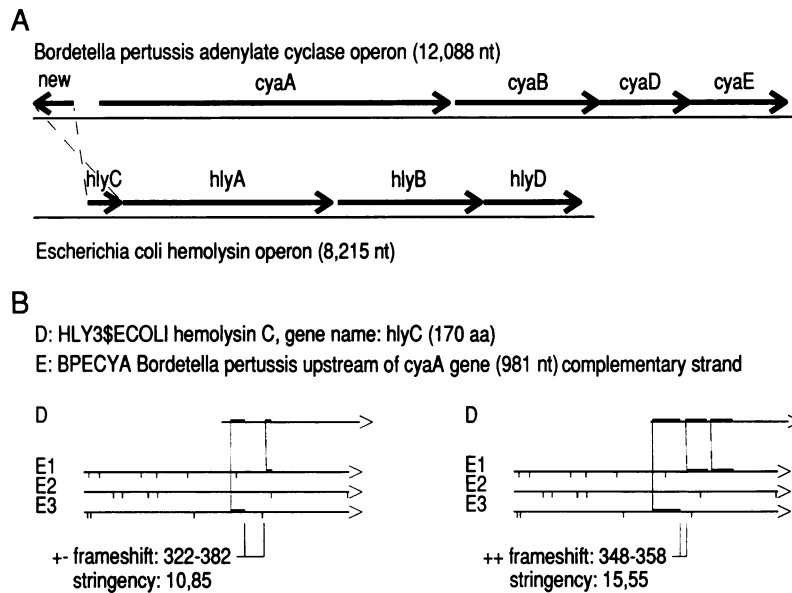 A
Bordetella pertussis adenylate cyclase operon (12,088 nt)
new cyaA cyaB cyaD cyaE
hlyC hlyA hlyB hlyD
Escherichia coli hemolysin operon (8,215 nt)
B
D: HLY3$ECOLI hemolysin C, gene name: hlyC (170 aa)
E: BPECYA Bordetella pertussis upstream of cyaA gene (981 nt) complementary strand
D D
E1 E1
E2 E2
E3 E3
+- frameshift: 322-382 ++ frameshift: 348-358
stringency: 10,85 stringency: 15,55